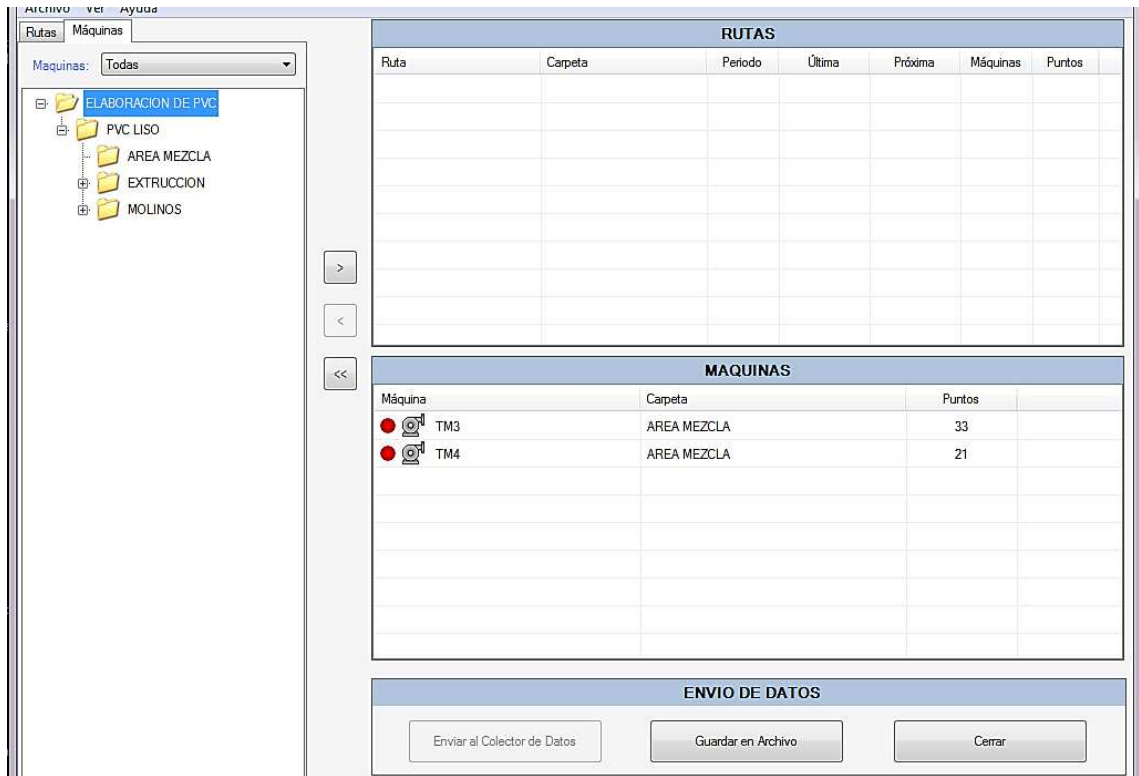 Archivo Ver Ayuda
Rutas Máquinas
Maquinas: Todas
ELABORACION DE PVC
PVC LISO
AREA MEZCLA
EXTRUCCION
MOLINOS
>
<
<<
RUTAS
Ruta Carpeta Periodo Última Próxima Máquinas Puntos
MAQUINAS
Máquina Carpeta Puntos
TM3 AREA MEZCLA 33
TM4 AREA MEZCLA 21
ENVIO DE DATOS
Enviar al Colector de Datos Guardar en Archivo Cerrar